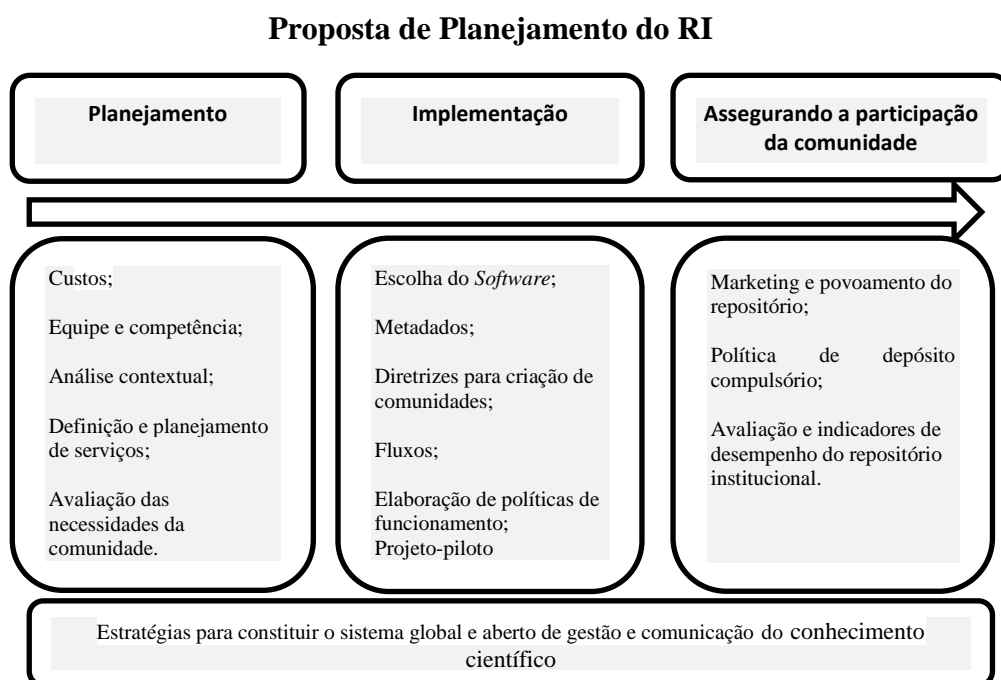 Proposta de Planejamento do RI
Planejamento
Implementação
Assegurando a participação
da comunidade
Custos;
Equipe e competência;
Análise contextual;
Definição e planejamento
de serviços;
Avaliação das
necessidades da
comunidade.
Escolha do Software;
Metadados;
Diretrizes para criação de
comunidades;
Fluxos;
Elaboração de políticas de
funcionamento;
Projeto-piloto
Marketing e povoamento do
repositório;
Política de depósito
compulsório;
Avaliação e indicadores de
desempenho do repositório
institucional.
Estratégias para constituir o sistema global e aberto de gestão e comunicação do conhecimento
científico